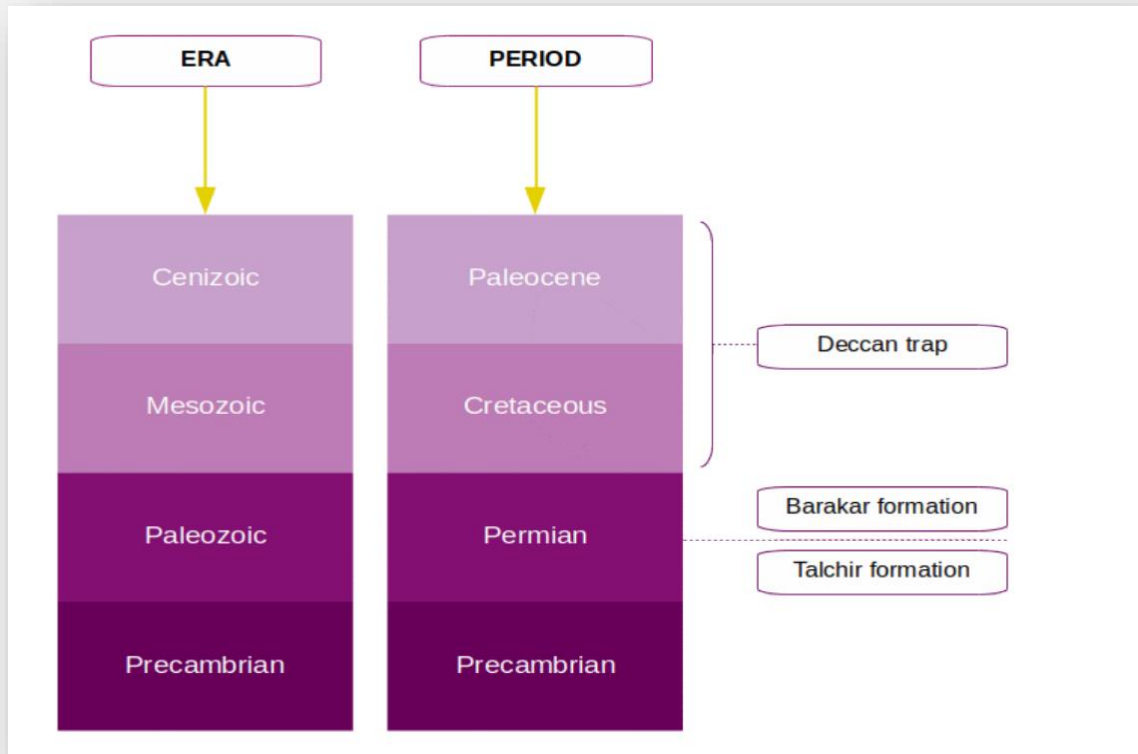 ERA
PERIOD
Cenizoic
Paleocene
Deccan trap
Mesozoic
Cretaceous
Barakar formation
Paleozoic
Permian
Talchir formation
Precambrian
Precambrian